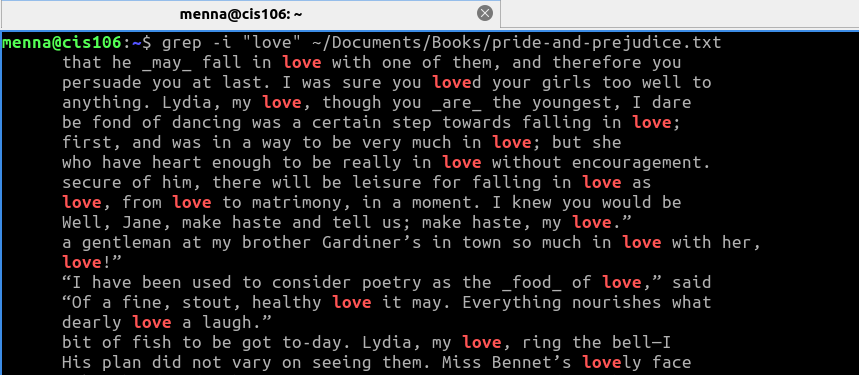 menna@cis106: ~
menna@cis106:~$ grep -i "love" ~/Documents/Books/pride-and-prejudice.txt
that he _may_ fall in love with one of them, and therefore you
persuade you at last. I was sure you loved your girls too well to
anything. Lydia, my love, though you _are_ the youngest, I dare
be fond of dancing was a certain step towards falling in love;
first, and was in a way to be very much in love; but she
who have heart enough to be really in love without encouragement.
secure of him, there will be leisure for falling in love as
love, from love to matrimony, in a moment. I knew you would be
Well, Jane, make haste and tell us; make haste, my love.”
a gentleman at my brother Gardiner’s in town so much in love with her,
love!”
“I have been used to consider poetry as the _food_ of love,” said
“Of a fine, stout, healthy love it may. Everything nourishes what
dearly love a laugh.”
bit of fish to be got to-day. Lydia, my love, ring the bell—I
His plan did not vary on seeing them. Miss Bennet’s lovely face